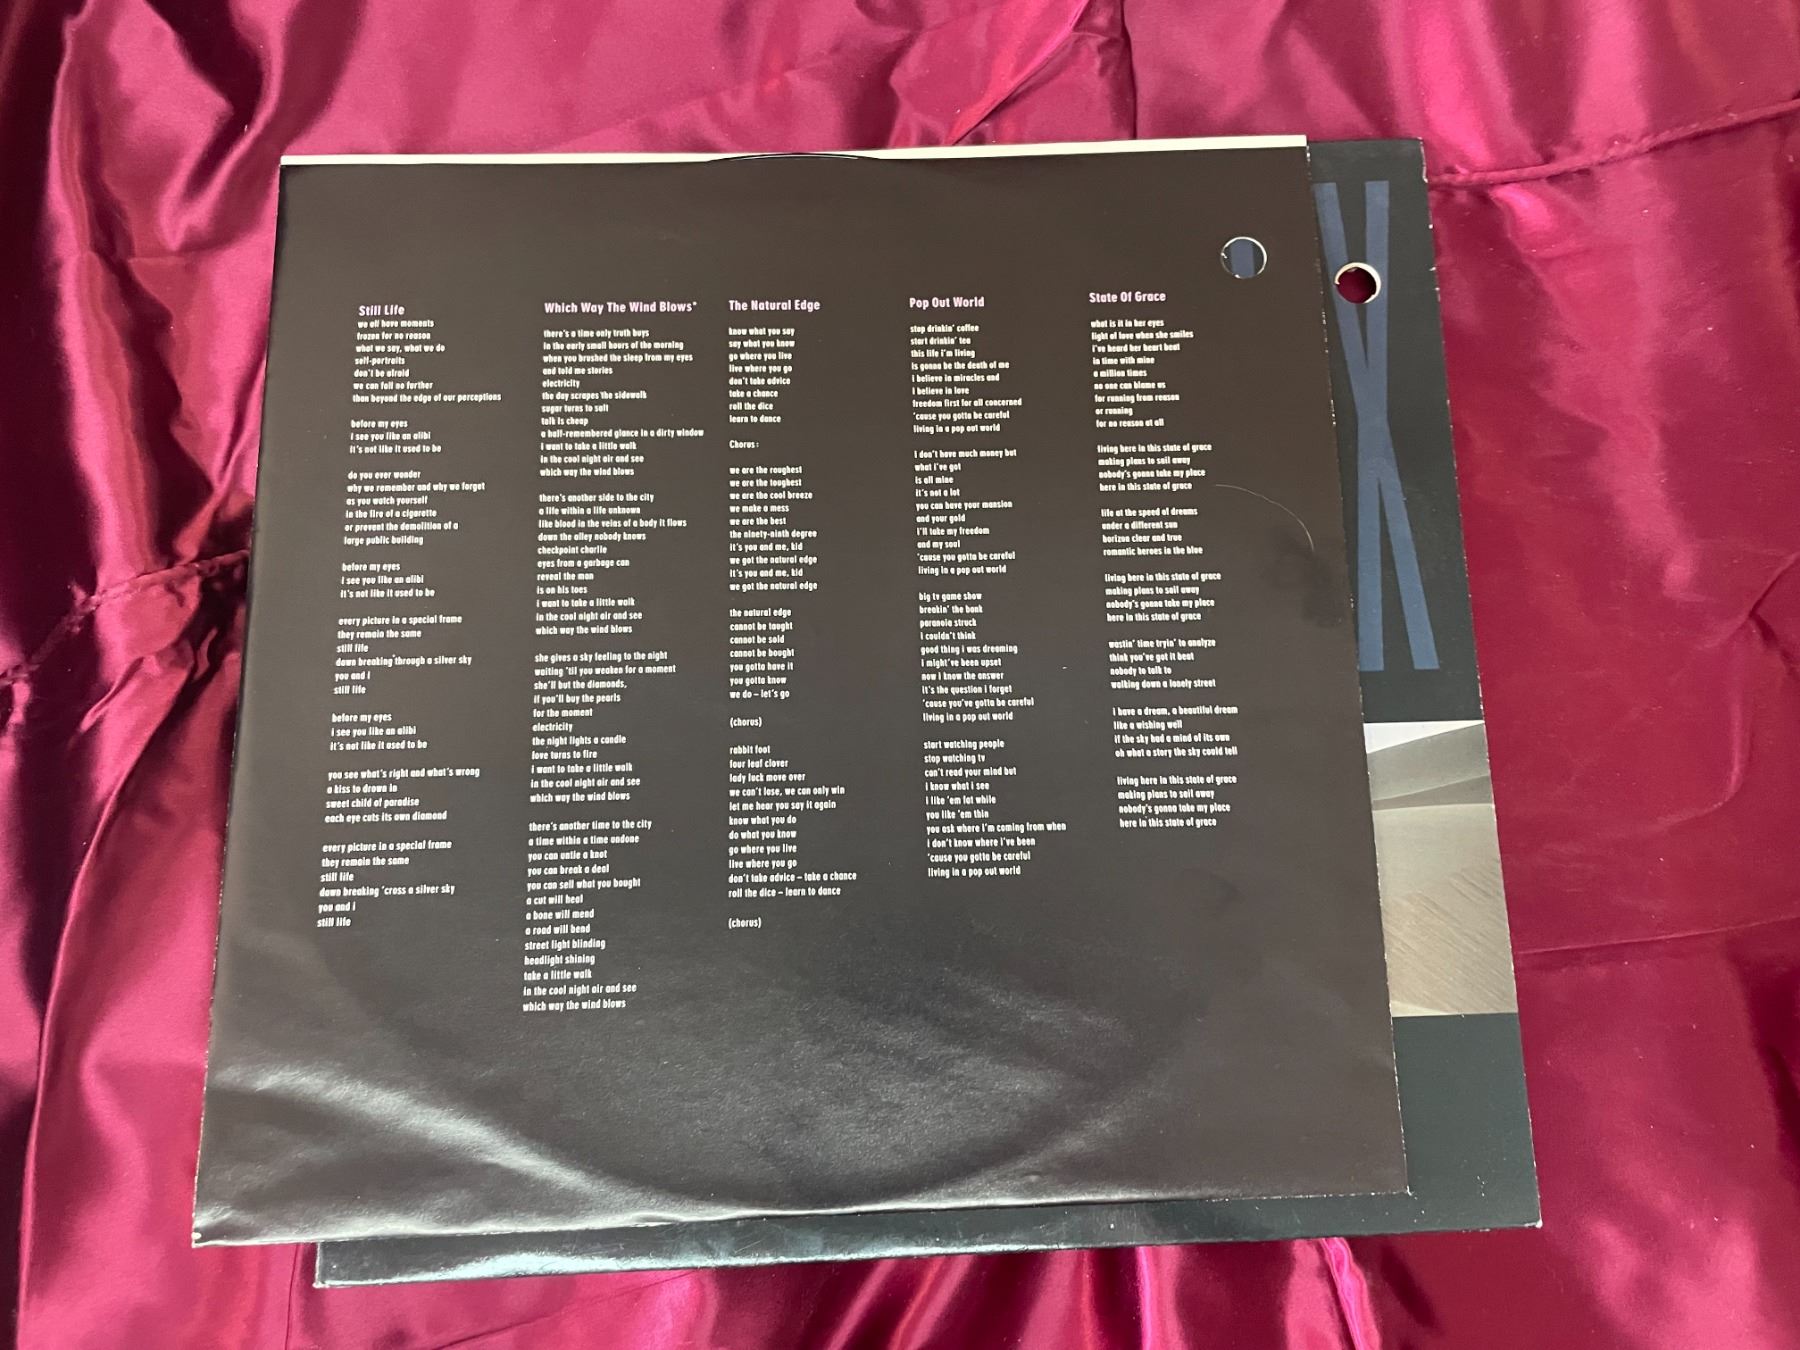 Still Life
we all have moments
frozen for no reason
what we say, what we do
self-portraits
don't be afraid
we can fall no further
than beyond the edge of our perceptions

before my eyes
i see you like an alibi
it's not like it used to be

do you ever wonder
why we remember and why we forget
as you watch yourself
in the fire of a cigarette
or prevent the demolition of a
large public building

before my eyes
i see you like an alibi
it's not like it used to be

every picture in a special frame
they remain the same
still life
dawn breaking through a silver sky
you and i
still life

before my eyes
i see you like an alibi
it's not like it used to be

you see what's right and what's wrong
a kiss to drown in
sweet child of paradise
each eye cuts its own diamond

every picture in a special frame
they remain the same
still life
dawn breaking 'cross a silver sky
you and i
still life

Which Way The Wind Blows*
there's a time only truth buys
in the early small hours of the morning
when you brushed the sleep from my eyes
and told me stories
electricity
the day scrapes the sidewalk
sugar turns to salt
talk is cheap
a half-remembered glance in a dirty window
i want to take a little walk
in the cool night air and see
which way the wind blows

there's another side to the city
a life within a life unknown
like blood in the veins of a body it flows
down the alley nobody knows
checkpoint charlie
eyes from a garbage can
reveal the man
is on his toes
i want to take a little walk
in the cool night air and see
which way the wind blows

she gives a sky feeling to the night
waiting 'til you weaken for a moment
she'll but the diamonds,
if you'll buy the pearls
for the moment
electricity
the night lights a candle
love turns to fire
i want to take a little walk
in the cool night air and see
which way the wind blows

there's another time to the city
a time within a time undone
you can untie a knot
you can break a deal
you can sell what you bought
a cut will heal
a bone will mend
a road will bend
street light blinding
headlight shining
take a little walk
in the cool night air and see
which way the wind blows

The Natural Edge
know what you say
say what you know
go where you live
live where you go
don't take advice
take a chance
roll the dice
learn to dance

Chorus:

we are the roughest
we are the toughest
we are the cool breeze
we make a mess
we are the best
the ninety-ninth degree
it's you and me, kid
we got the natural edge
it's you and me, kid
we got the natural edge

the natural edge
cannot be taught
cannot be sold
cannot be bought
you gotta have it
you gotta know
we do – let's go

(chorus)

rabbit foot
four leaf clover
lady luck move over
we can't lose, we can only win
let me hear you say it again
know what you do
do what you know
go where you live
live where you go
don't take advice – take a chance
roll the dice – learn to dance

(chorus)

Pop Out World
stop drinkin' coffee
start drinkin' tea
this life i'm living
is gonna be the death of me
i believe in miracles and
i believe in love
freedom first for all concerned
'cause you gotta be careful
living in a pop out world

I don't have much money but
what i've got
is all mine
it's not a lot
you can have your mansion
and your gold
i'll take my freedom
and my soul
'cause you gotta be careful
living in a pop out world

big tv game show
breakin' the bank
paranoia struck
i couldn't think
good thing i was dreaming
i might've been upset
now i know the answer
it's the question i forget
'cause you've gotta be careful
living in a pop out world

start watching people
stop watching tv
can't read your mind but
i know what i see
i like 'em fat while
you like 'em thin
you ask where I'm coming from when
i don't know where i've been
'cause you gotta be careful
living in a pop out world

State Of Grace
what is it in her eyes
light of love when she smiles
i've heard her heart beat
in time with mine
a million times
no one can blame us
for running from reason
or running
for no reason at all

living here in this state of grace
making plans to sail away
nobody's gonna take my place
here in this state of grace

life at the speed of dreams
under a different sun
horizon clear and true
romantic heroes in the blue

living here in this state of grace
making plans to sail away
nobody's gonna take my place
here in this state of grace

wastin' time tryin' to analyze
think you've got it beat
nobody to talk to
walking down a lonely street

i have a dream, a beautiful dream
like a wishing well
if the sky had a mind of its own
oh what a story the sky could tell

living here in this state of grace
making plans to sail away
nobody's gonna take my place
here in this state of grace